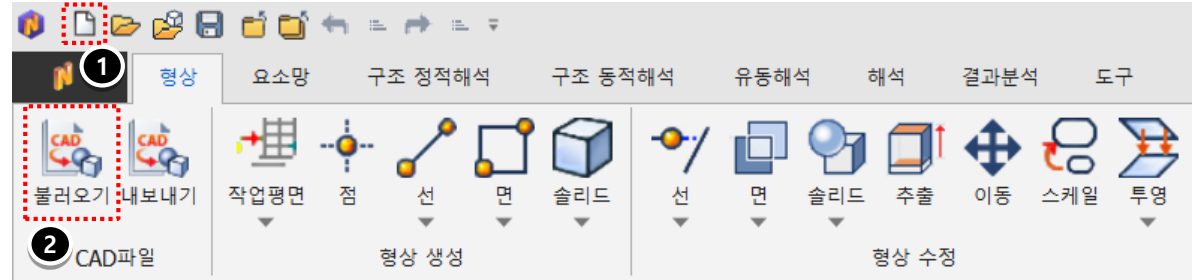 1
형상 요소망 구조 정적해석 구조 동적해석 유동해석 해석 결과분석 도구
CAD CAD
불러오기 내보내기 작업평면 점 선 면 솔리드 선 면 솔리드 추출 이동 스케일 투영
2
CAD파일 형상 생성 형상 수정